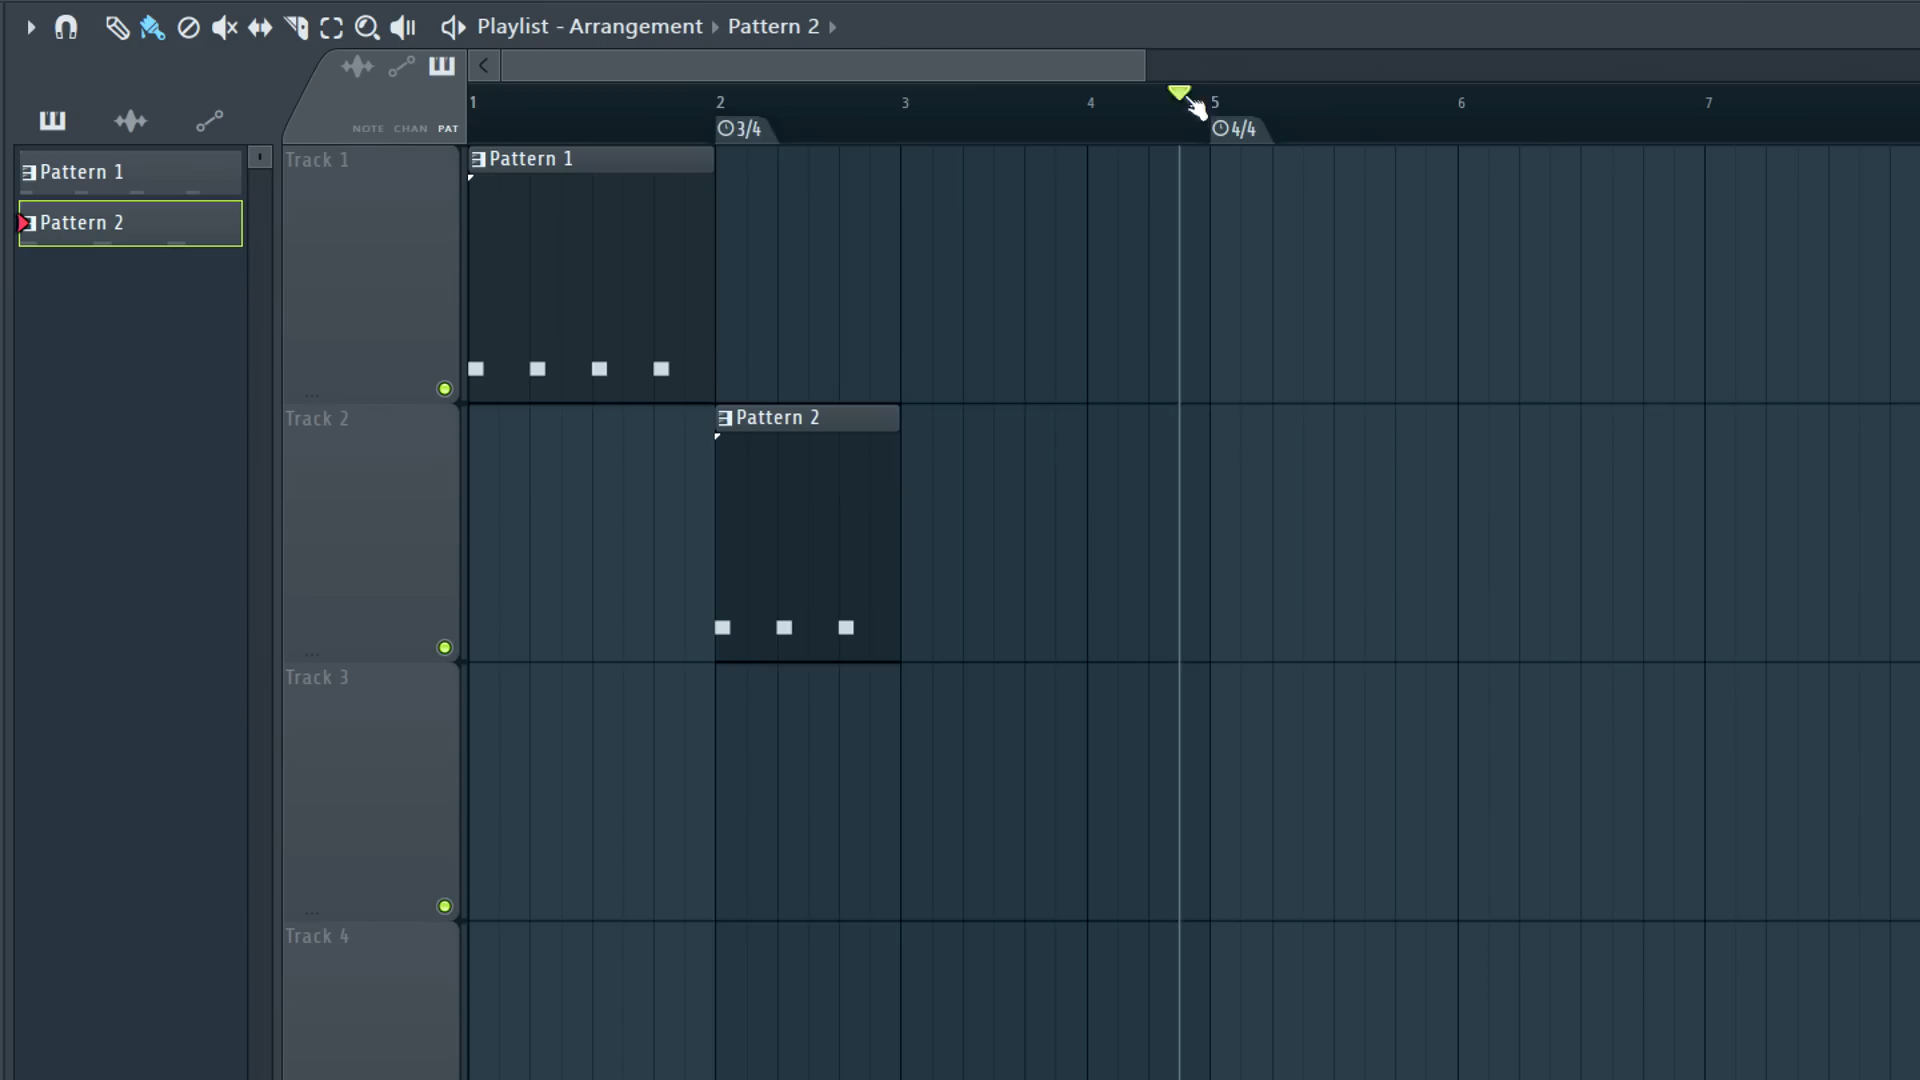 Playlist - Arrangement Pattern 2
NOTE CHAN PAT
1 2 3 4 5 6 7
3/4 4/4
Pattern 1
Pattern 2
Track 1
Pattern 1
Track 2
Pattern 2
Track 3
Track 4